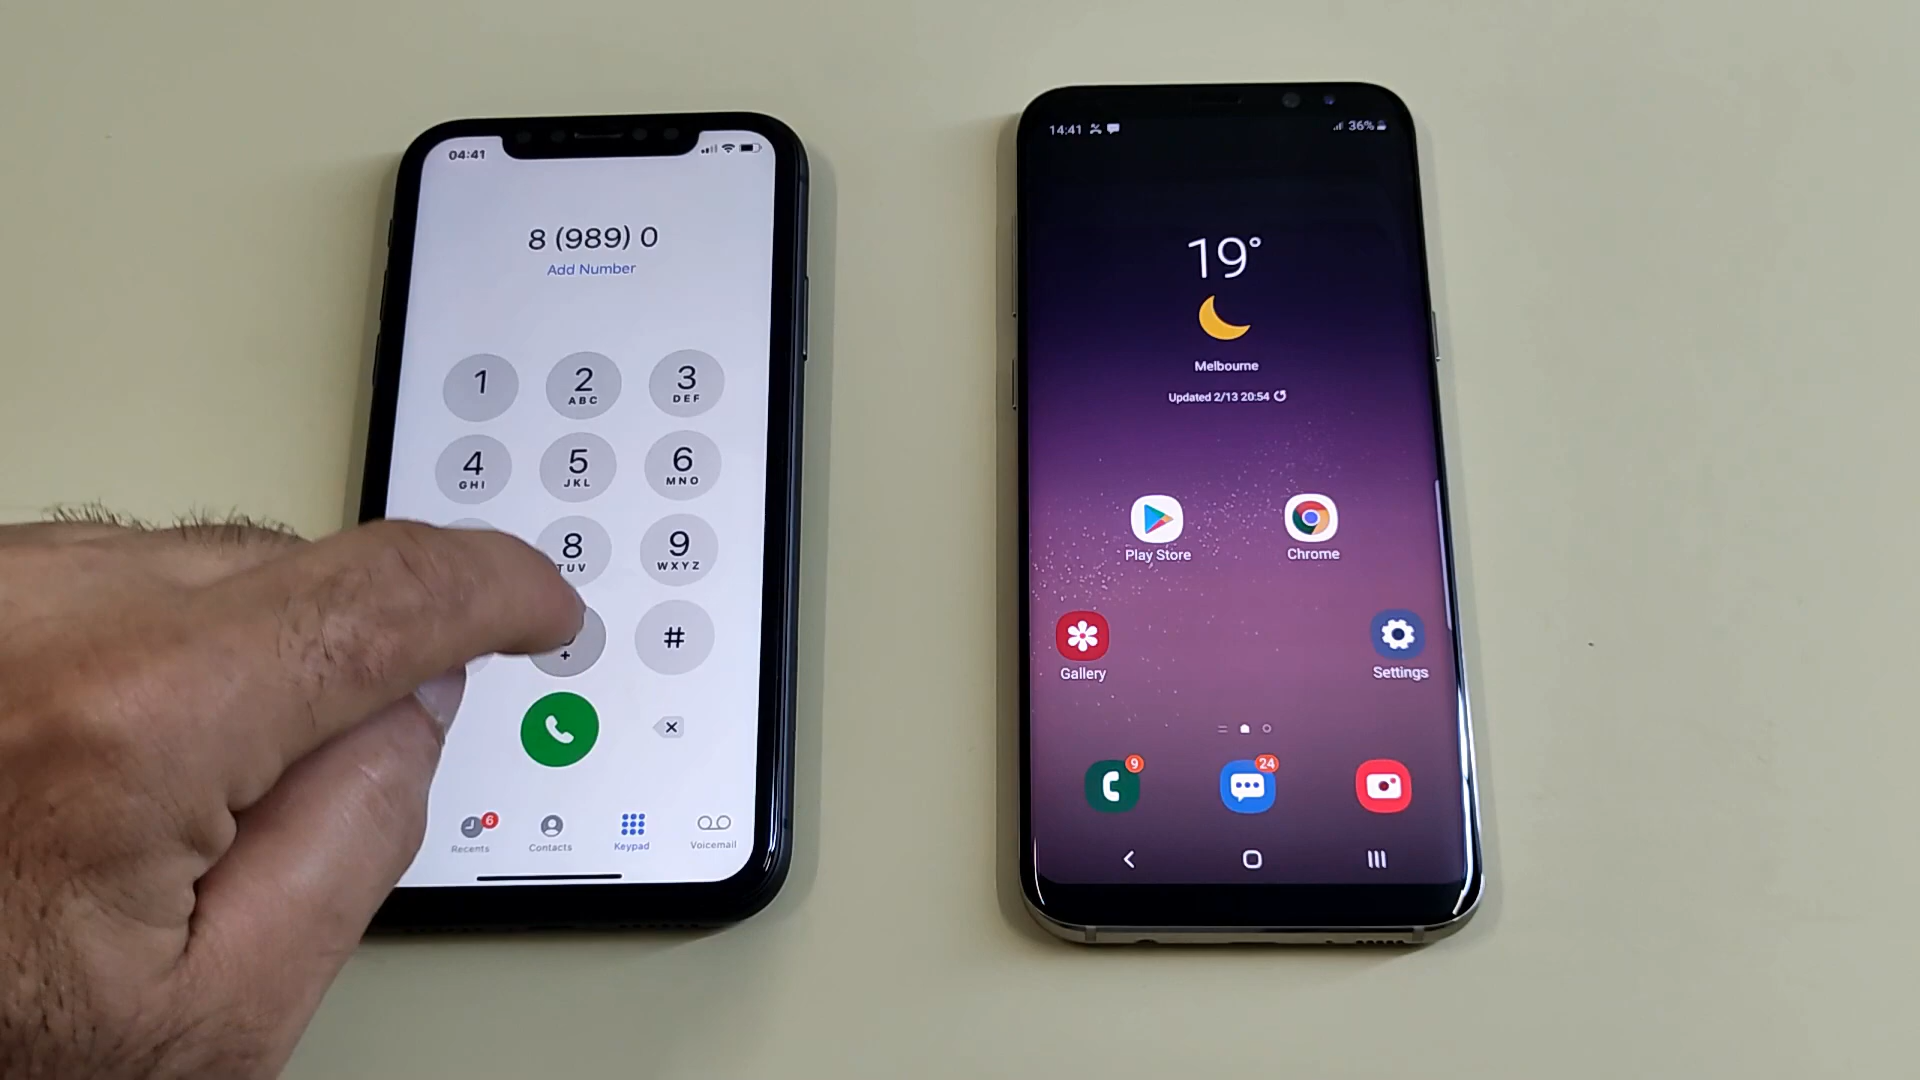 04:41
8 (989) 0
Add Number
1
2
ABC
3
DEF
4
GHI
5
JKL
6
MNO
8
TUV
9
WXYZ
+
#
6
Recents
Contacts
Keypad
Voicemail
14:41
36%
19°
Melbourne
Updated 2/13 20:54
Play Store
Chrome
Gallery
Settings
9
24